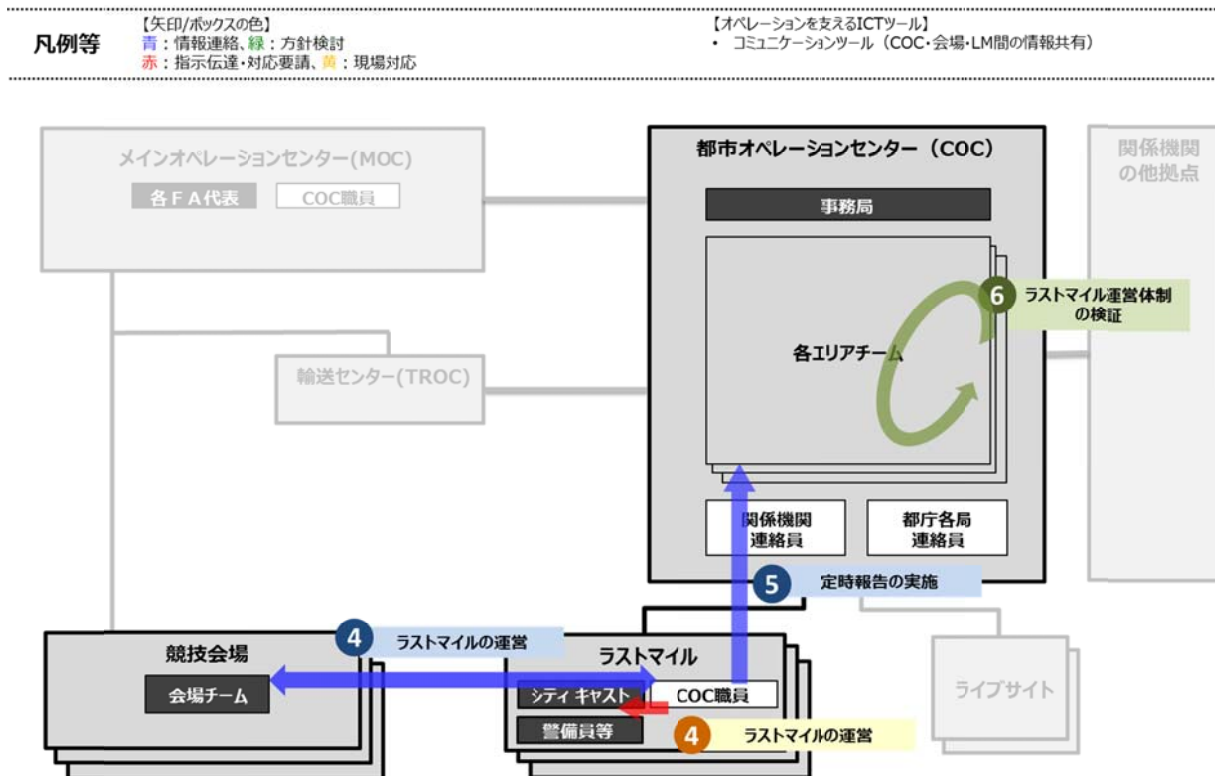 凡例等
【矢印/ボックスの色】
青：情報連絡、緑：方針検討
赤：指示伝達・対応要請、黄：現場対応
【オペレーションを支えるICTツール】
• コミュニケーションツール（COC・会場・LM間の情報共有）
メインオペレーションセンター(MOC)
各ＦＡ代表
COC職員
都市オペレーションセンター（COC）
事務局
関係機関
の他拠点
6
ラストマイル運営体制
の検証
各エリアチーム
輸送センター(TROC)
関係機関
連絡員
都庁各局
連絡員
5
定時報告の実施
競技会場
会場チーム
4
ラストマイルの運営
ラストマイル
シティ キャスト
COC職員
警備員等
4
ラストマイルの運営
ライブサイト